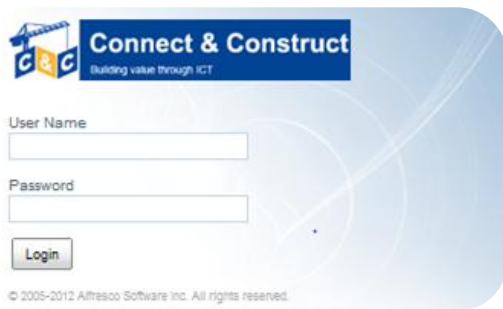 C & C
Connect & Construct
Building value through ICT
User Name
Password
Login
© 2005-2012 Alfresco Software Inc. All rights reserved.